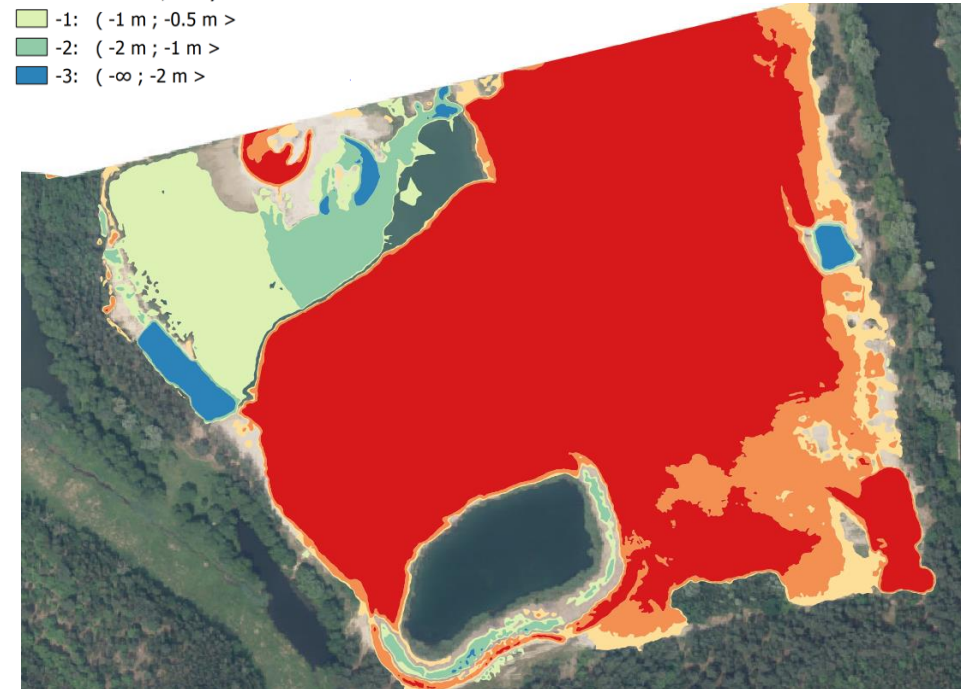 -1: ( -1 m ; -0.5 m >
-2: ( -2 m ; -1 m >
-3: ( -∞ ; -2 m >